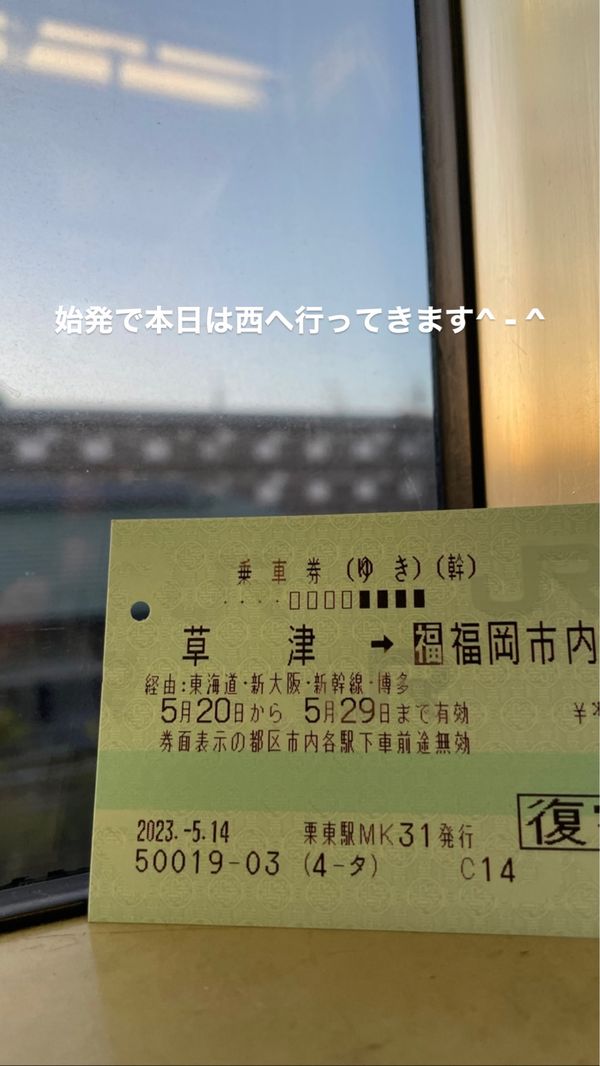 始発で本日は西へ行ってきます^ - ^
乗車券(ゆき)(幹)
····□□□□■■■■
草津 → 福福岡市内
経由:東海道・新大阪・新幹線・博多
5月20日から 5月29日まで有効
¥*
券面表示の都区市内各駅下車前途無効
復
2023.-5.14 栗東駅MK31発行
50019-03 (4-タ) C14